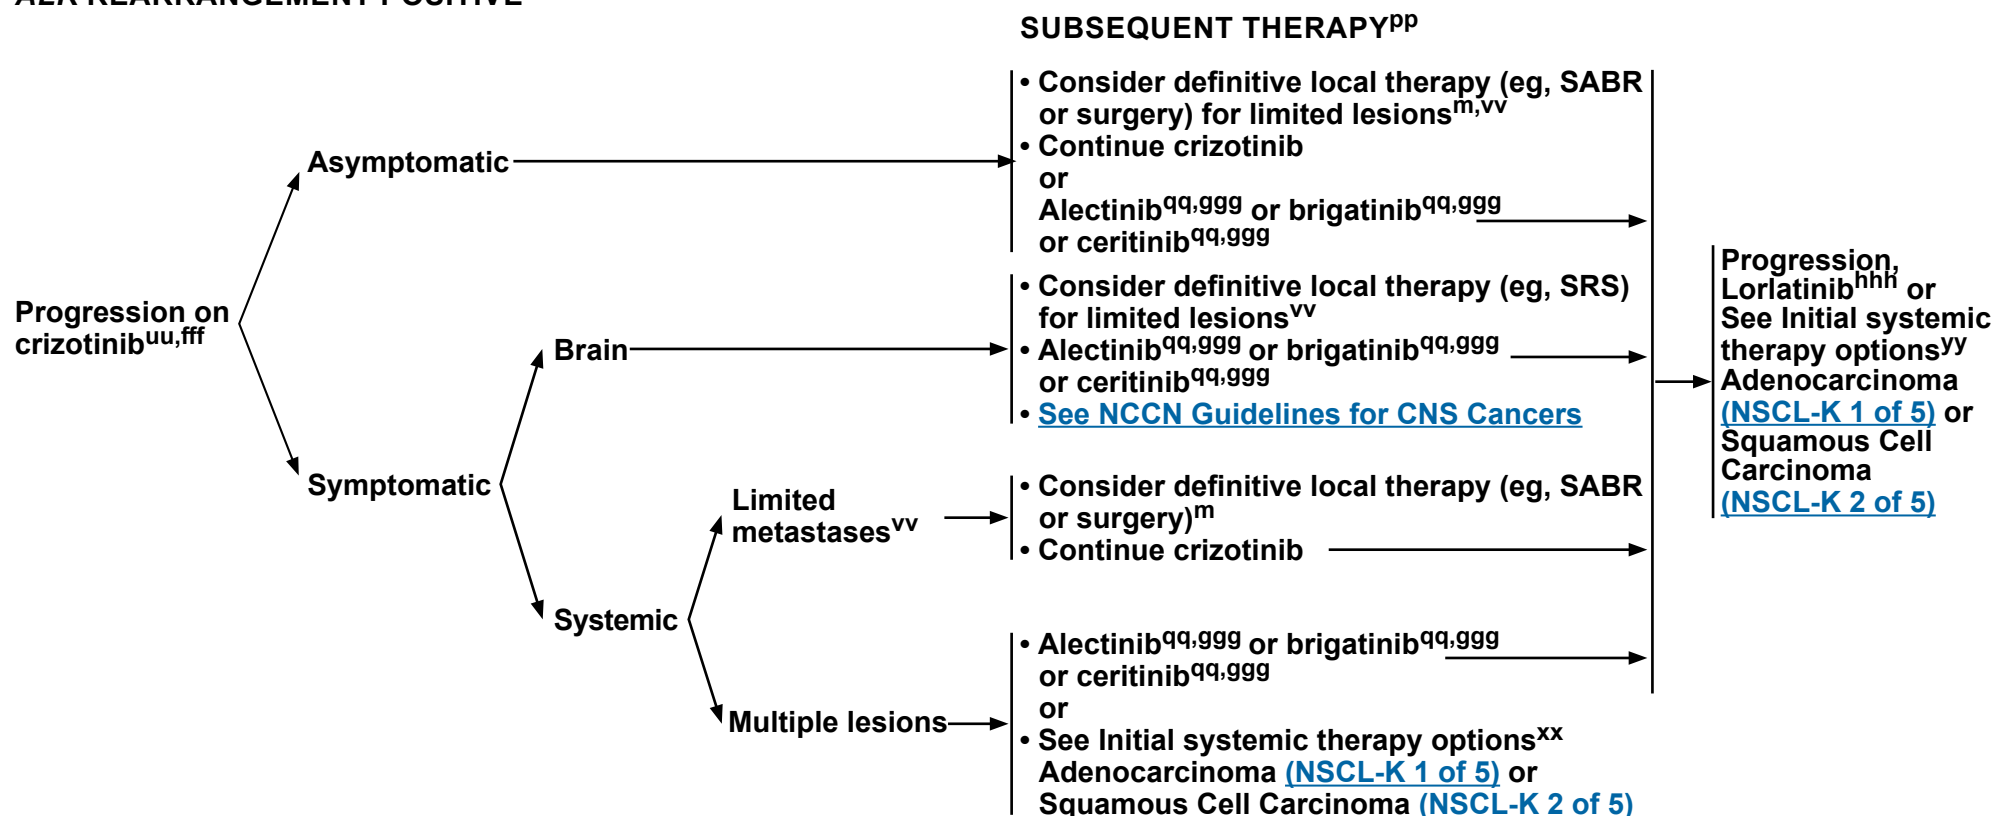 ALK REARRANGEMENT POSITIVE
SUBSEQUENT THERAPYpp
• Consider definitive local therapy (eg, SABR
or surgery) for limited lesionsm,vv
• Continue crizotinib
or
Alectinibqq,ggg or brigatinibqq,ggg
or ceritinibqq,ggg
Asymptomatic
Progression on
crizotinibuu,fff
Symptomatic
Brain
• Consider definitive local therapy (eg, SRS)
for limited lesionsvv
• Alectinibqq,ggg or brigatinibqq,ggg
or ceritinibqq,ggg
• See NCCN Guidelines for CNS Cancers
Systemic
Limited
metastasesvv
• Consider definitive local therapy (eg, SABR
or surgery)m
• Continue crizotinib
Multiple lesions
• Alectinibqq,ggg or brigatinibqq,ggg
or ceritinibqq,ggg
or
• See Initial systemic therapy optionsxx
Adenocarcinoma (NSCL-K 1 of 5) or
Squamous Cell Carcinoma (NSCL-K 2 of 5)
Progression,
Lorlatinibhhh or
See Initial systemic
therapy optionsyy
Adenocarcinoma
(NSCL-K 1 of 5) or
Squamous Cell
Carcinoma
(NSCL-K 2 of 5)